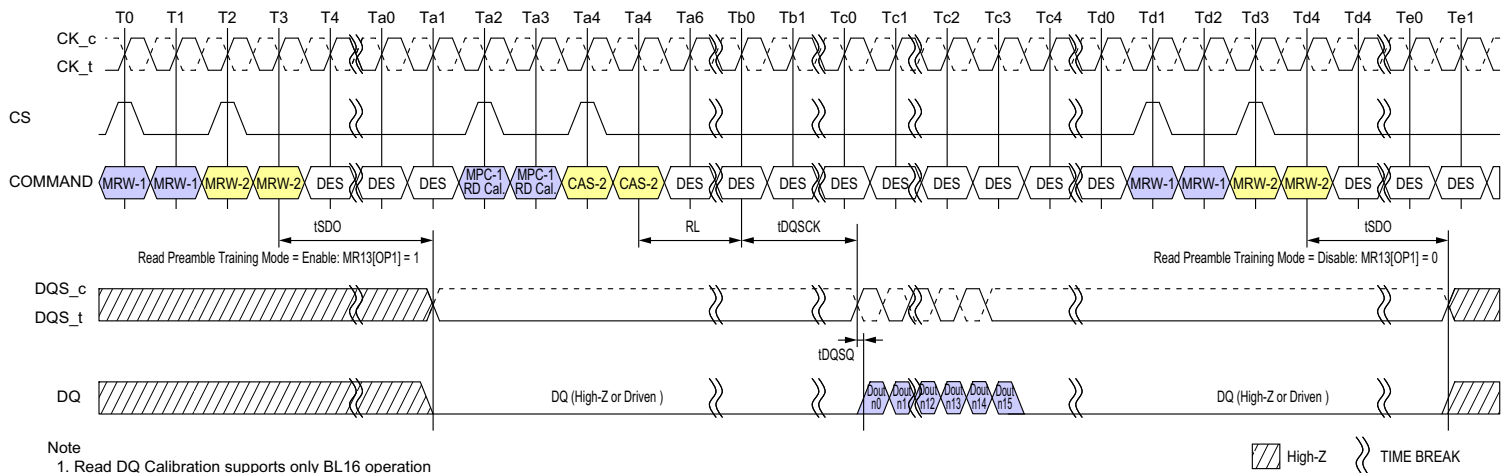 T0 T1 T2 T3 T4 Ta0 Ta1 Ta2 Ta3 Ta4 Ta4 Ta6 Tb0 Tb1 Tc0 Tc1 Tc2 Tc3 Tc4 Td0 Td1 Td2 Td3 Td4 Td4 Te0 Te1
CK_c
CK_t
CS
COMMAND MRW-1 MRW-1 MRW-2 MRW-2 DES DES DES MPC-1 RD Cal. MPC-1 RD Cal. CAS-2 CAS-2 DES DES DES DES DES DES DES DES DES MRW-1 MRW-1 MRW-2 MRW-2 DES DES DES
tSDO RL tDQSCK tSDO
Read Preamble Training Mode = Enable: MR13[OP1] = 1 Read Preamble Training Mode = Disable: MR13[OP1] = 0
DQS_c
DQS_t
tDQSQ
DQ DQ (High-Z or Driven ) Dout n0 Dout n1 Dout n12 Dout n13 Dout n14 Dout n15 DQ (High-Z or Driven )
Note
1. Read DQ Calibration supports only BL16 operation
High-Z TIME BREAK